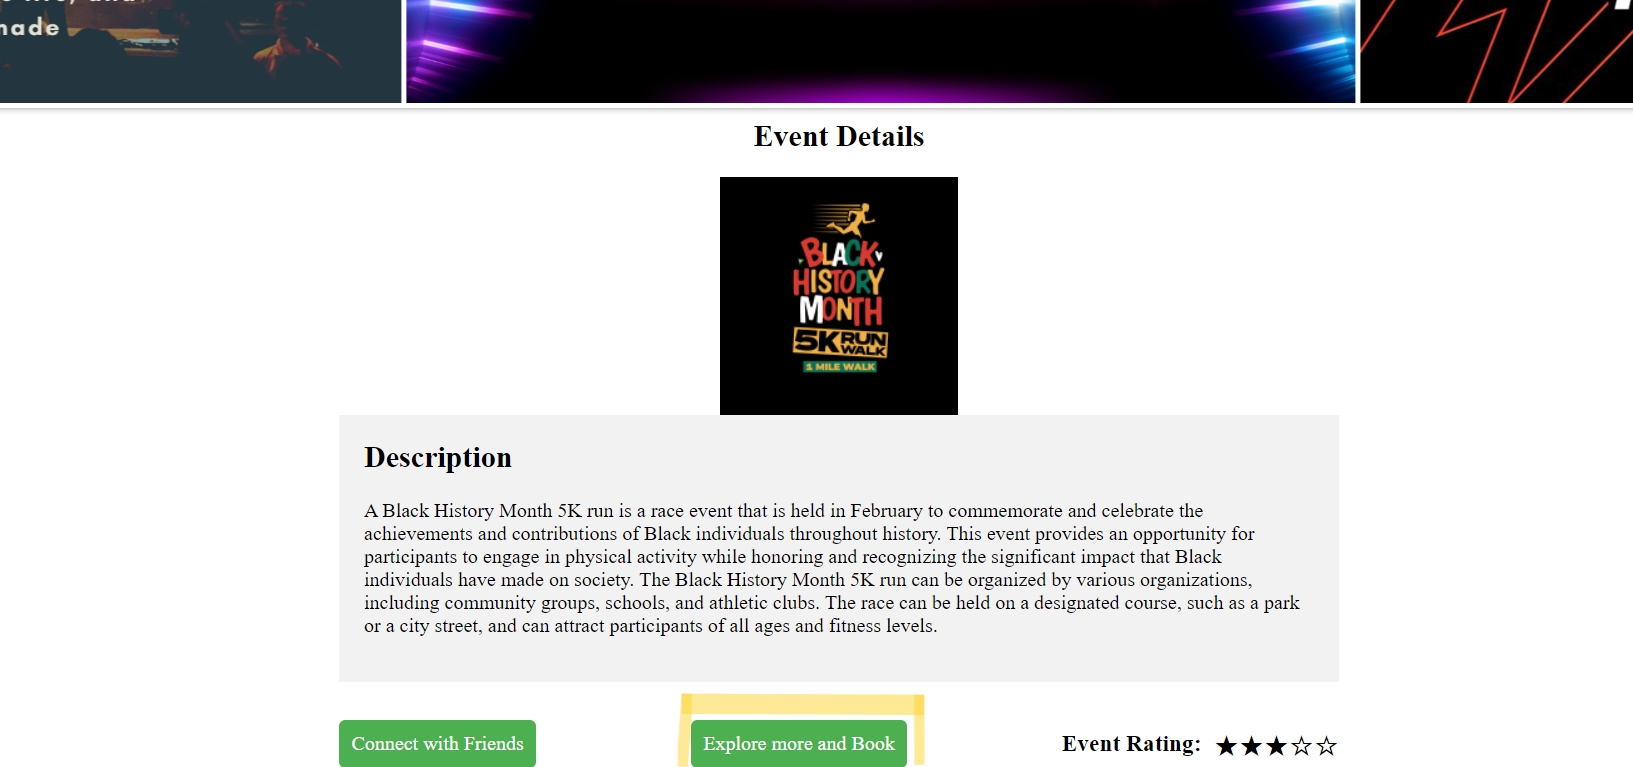 and
made
Event Details
BLACK
HISTORY
MONTH
5K RUN
WALK
1 MILE WALK
Description
A Black History Month 5K run is a race event that is held in February to commemorate and celebrate the
achievements and contributions of Black individuals throughout history. This event provides an opportunity for
participants to engage in physical activity while honoring and recognizing the significant impact that Black
individuals have made on society. The Black History Month 5K run can be organized by various organizations,
including community groups, schools, and athletic clubs. The race can be held on a designated course, such as a park
or a city street, and can attract participants of all ages and fitness levels.
Connect with Friends
Explore more and Book
Event Rating: ★★★☆☆